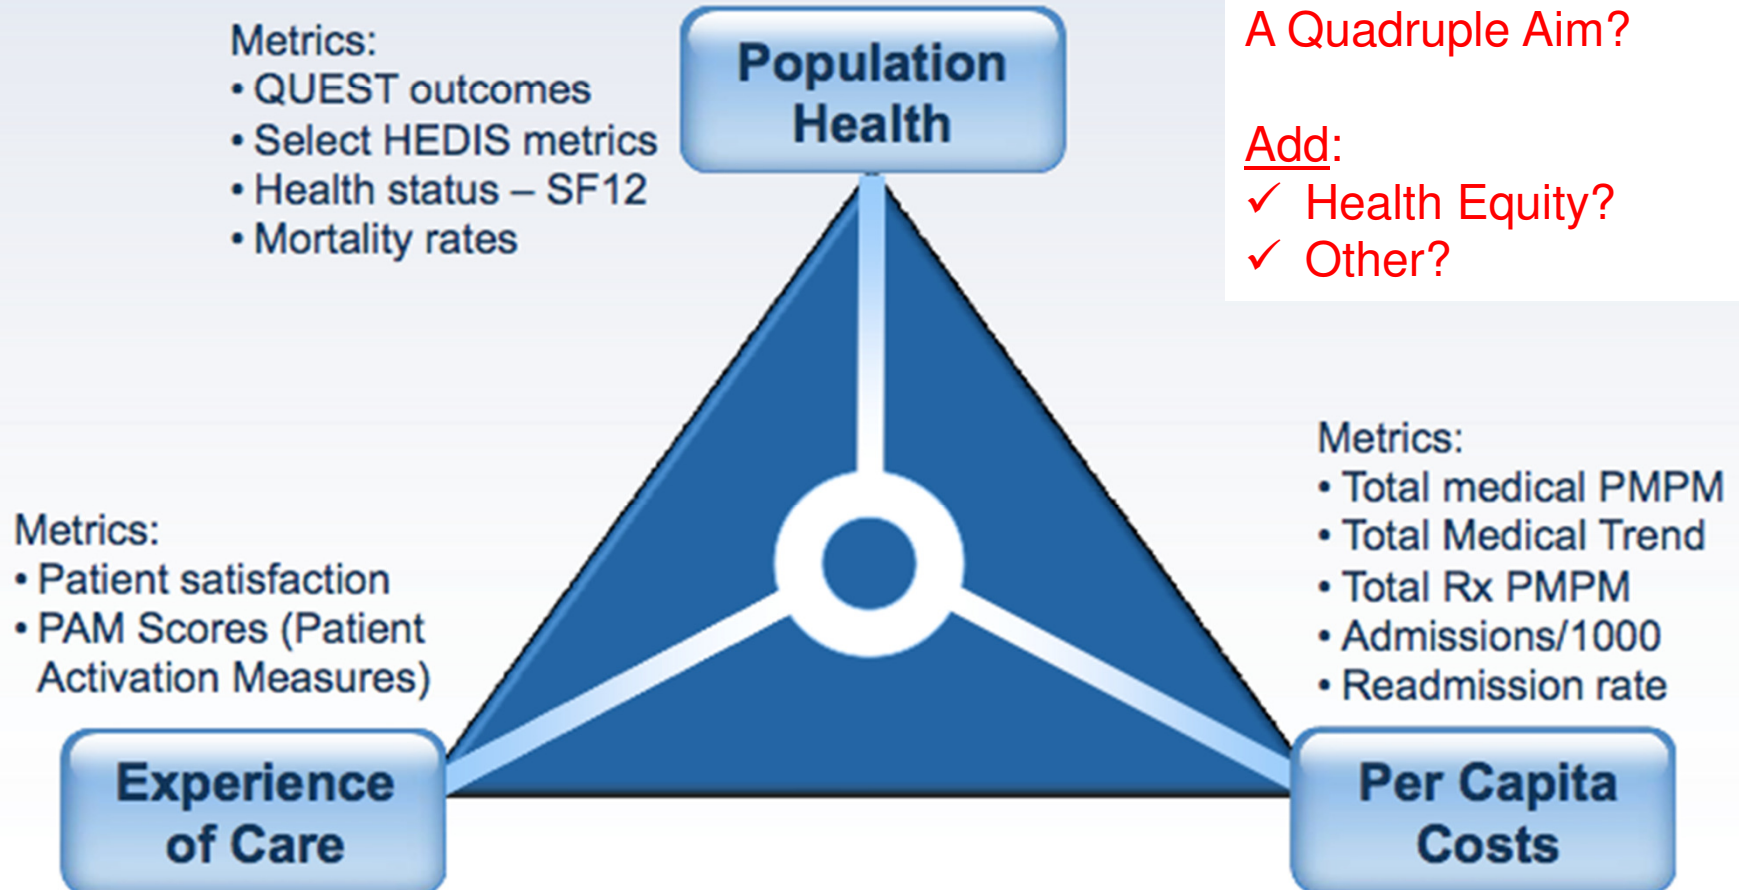 Metrics:
• QUEST outcomes
• Select HEDIS metrics
• Health status – SF12
• Mortality rates
Population
Health
A Quadruple Aim?
Add:
✓ Health Equity?
✓ Other?
Metrics:
• Patient satisfaction
• PAM Scores (Patient
Activation Measures)
Experience
of Care
Metrics:
• Total medical PMPM
• Total Medical Trend
• Total Rx PMPM
• Admissions/1000
• Readmission rate
Per Capita
Costs